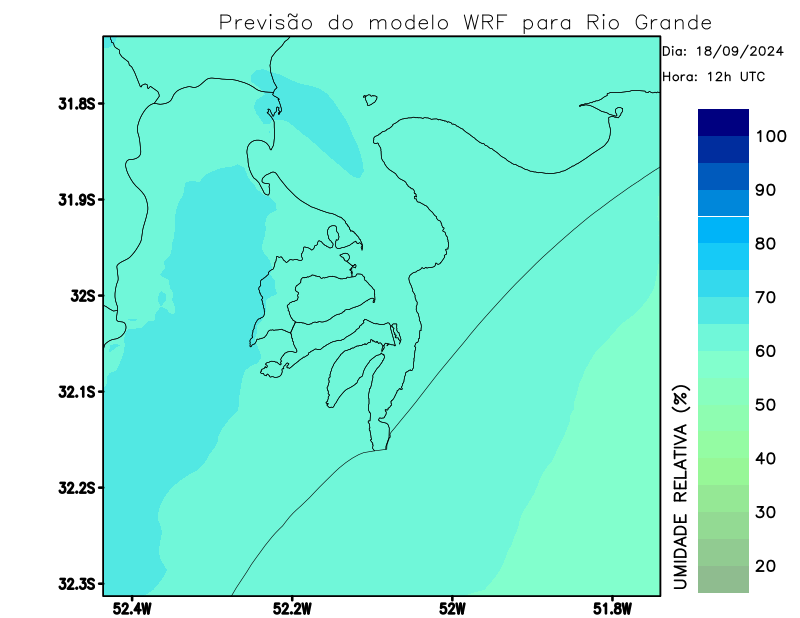 Previsão do modelo WRF para Rio Grande
Dia: 18/09/2024
Hora: 12h UTC
31.8S
31.9S
32S
32.1S
32.2S
32.3S
52.4W
52.2W
52W
51.8W
100
90
80
70
60
50
40
30
20
UMIDADE RELATIVA (%)